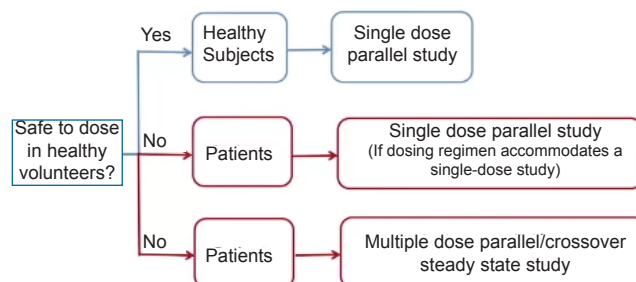 Yes
Healthy
Subjects
Single dose
parallel study
Safe to dose
in healthy
volunteers?
No
Patients
Single dose parallel study
(If dosing regimen accommodates a
single-dose study)
No
Patients
Multiple dose parallel/crossover
steady state study